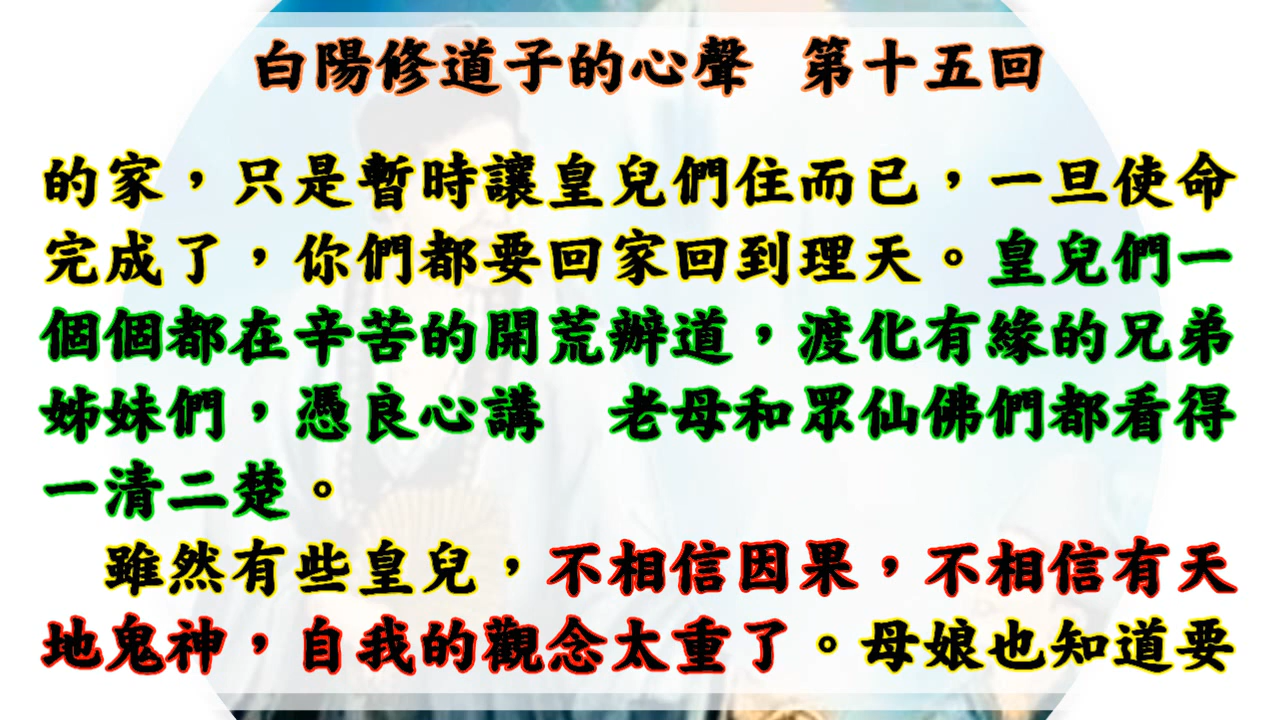 白陽修道子的心聲 第十五回
的家，只是暫時讓皇兒們住而已，一旦使命
完成了，你們都要回家回到理天。皇兒們一
個個都在辛苦的開荒辦道，渡化有緣的兄弟
姊妹們，憑良心講　老母和眾仙佛們都看得
一清二楚。
雖然有些皇兒，不相信因果，不相信有天
地鬼神，自我的觀念太重了。母娘也知道要